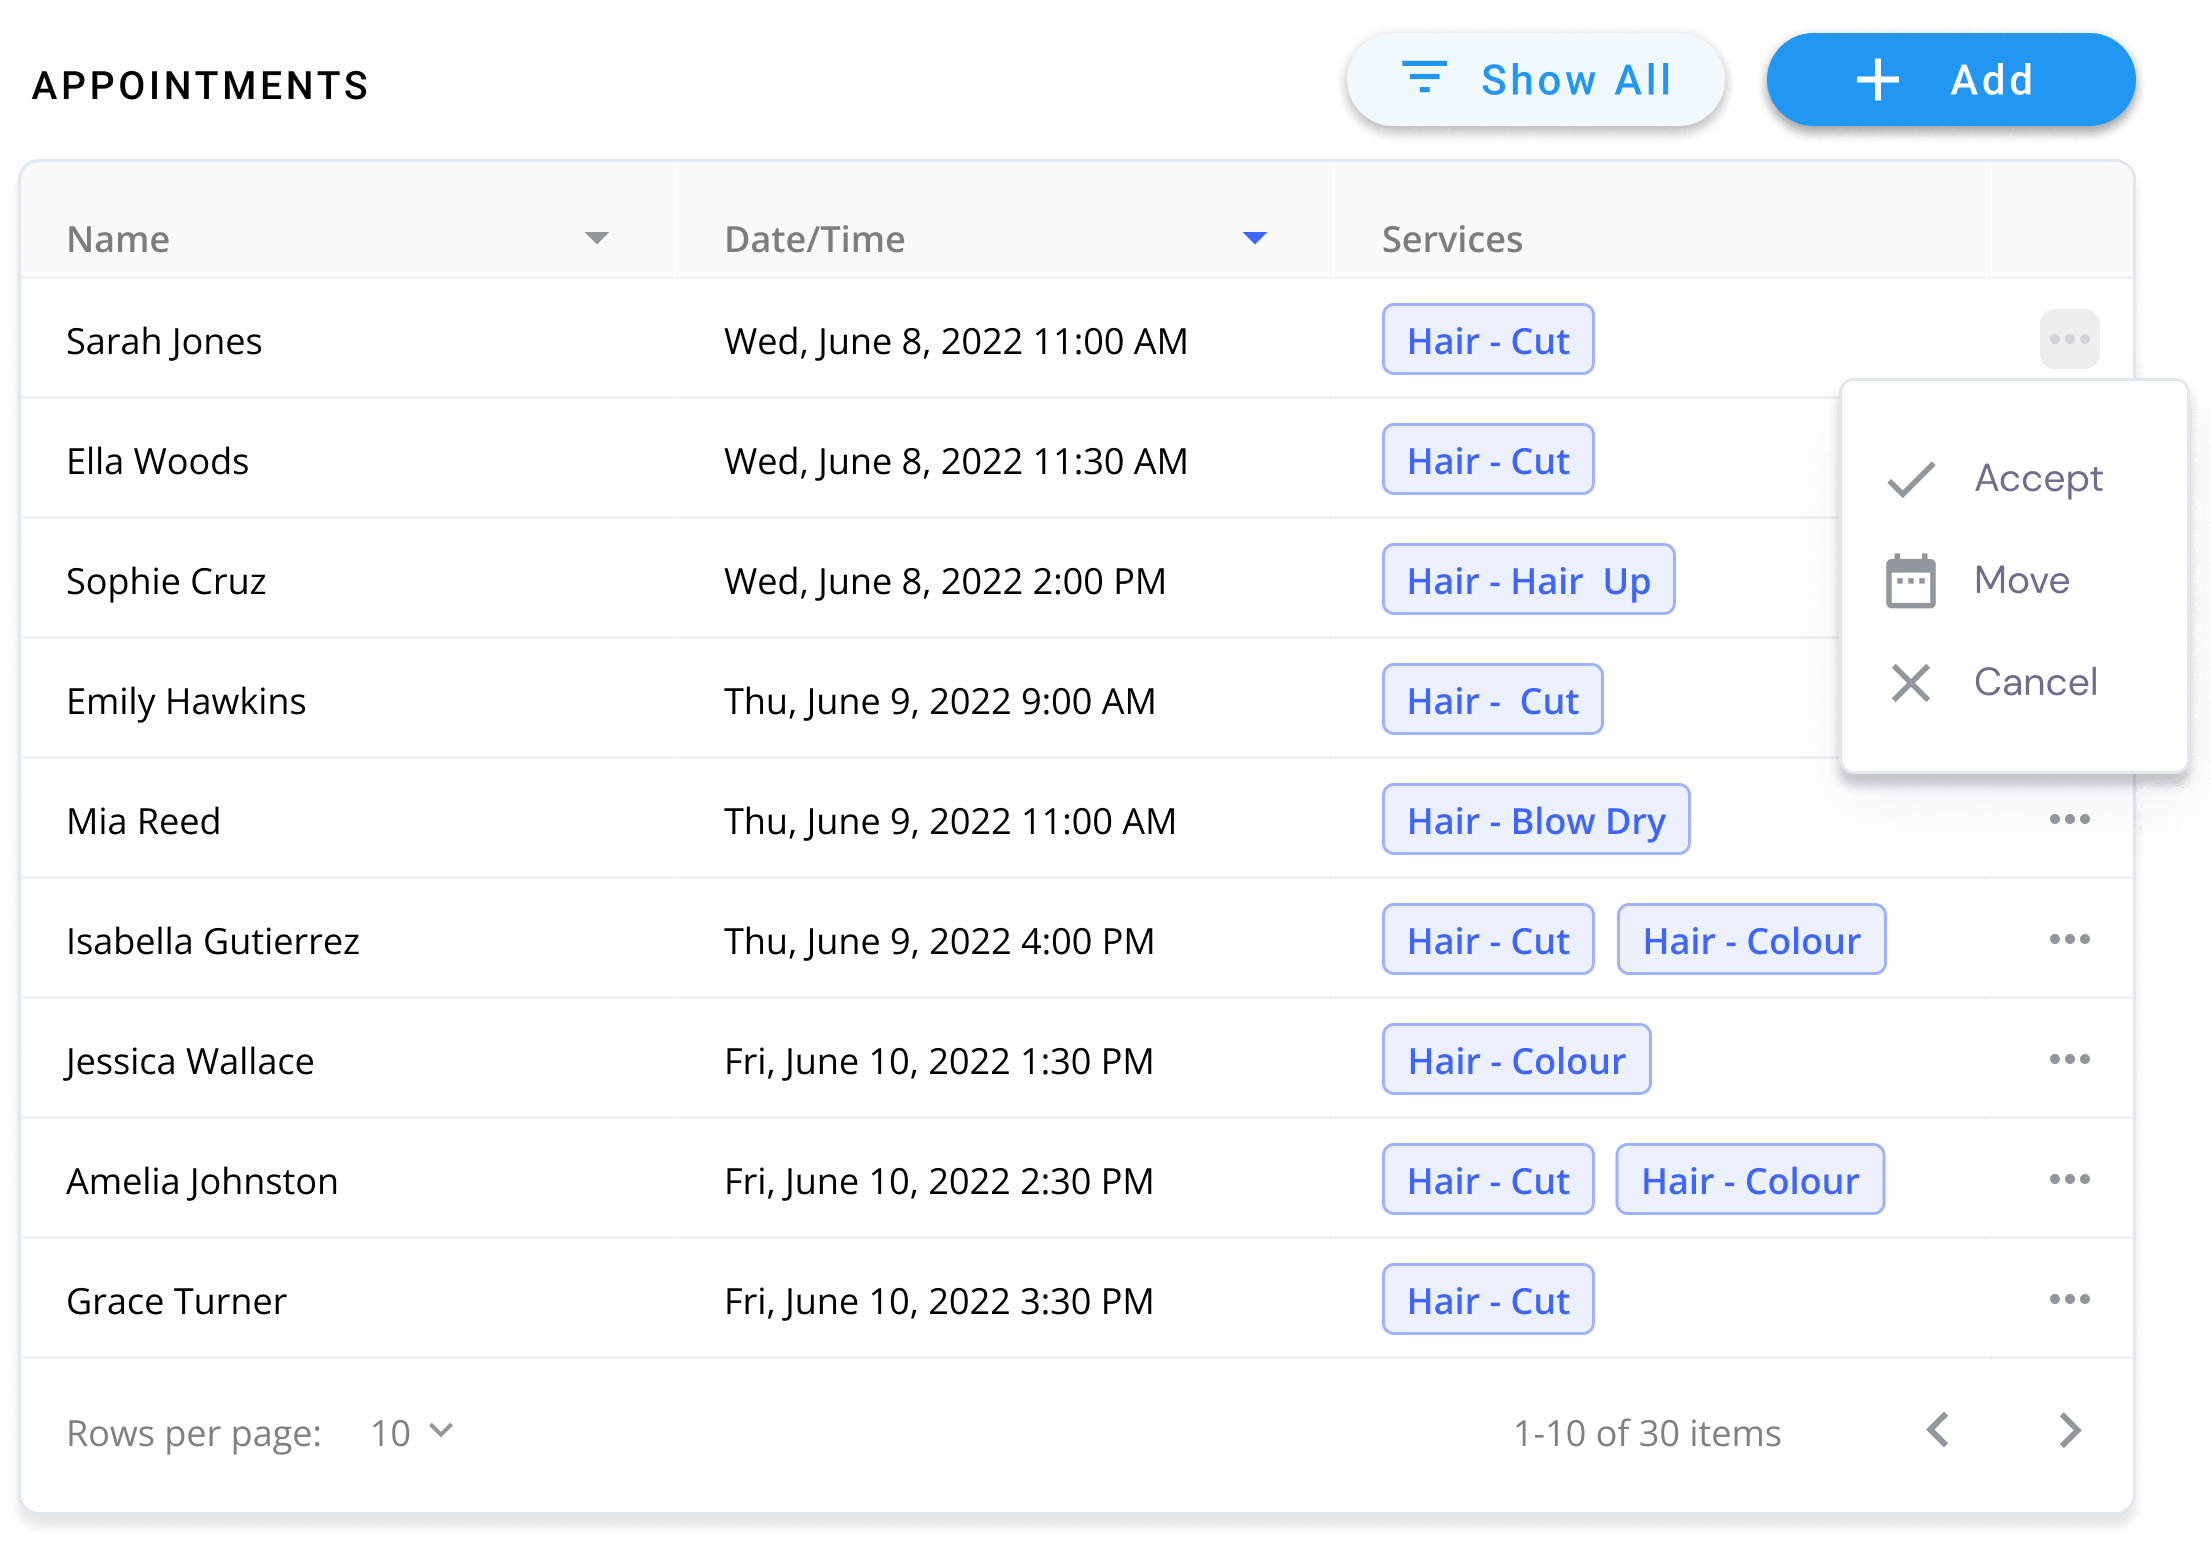 APPOINTMENTS
Show All
Add
Name Date/Time Services
Sarah Jones Wed, June 8, 2022 11:00 AM Hair - Cut
Ella Woods Wed, June 8, 2022 11:30 AM Hair - Cut
Accept
Sophie Cruz Wed, June 8, 2022 2:00 PM Hair - Hair Up
Move
Emily Hawkins Thu, June 9, 2022 9:00 AM Hair - Cut
Cancel
Mia Reed Thu, June 9, 2022 11:00 AM Hair - Blow Dry
Isabella Gutierrez Thu, June 9, 2022 4:00 PM Hair - Cut Hair - Colour
Jessica Wallace Fri, June 10, 2022 1:30 PM Hair - Colour
Amelia Johnston Fri, June 10, 2022 2:30 PM Hair - Cut Hair - Colour
Grace Turner Fri, June 10, 2022 3:30 PM Hair - Cut
Rows per page: 10 1-10 of 30 items